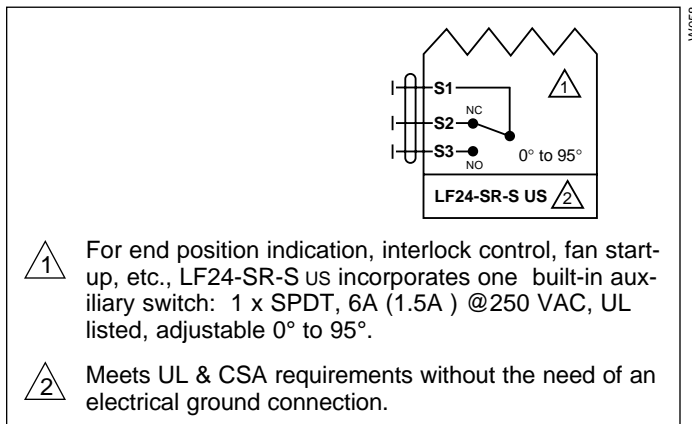 S1
1
NC
S2
S3
0° to 95°
NO
LF24-SR-S US 2
1 For end position indication, interlock control, fan start-
up, etc., LF24-SR-S US incorporates one built-in aux-
iliary switch: 1 x SPDT, 6A (1.5A ) @250 VAC, UL
listed, adjustable 0° to 95°.
2 Meets UL & CSA requirements without the need of an
electrical ground connection.